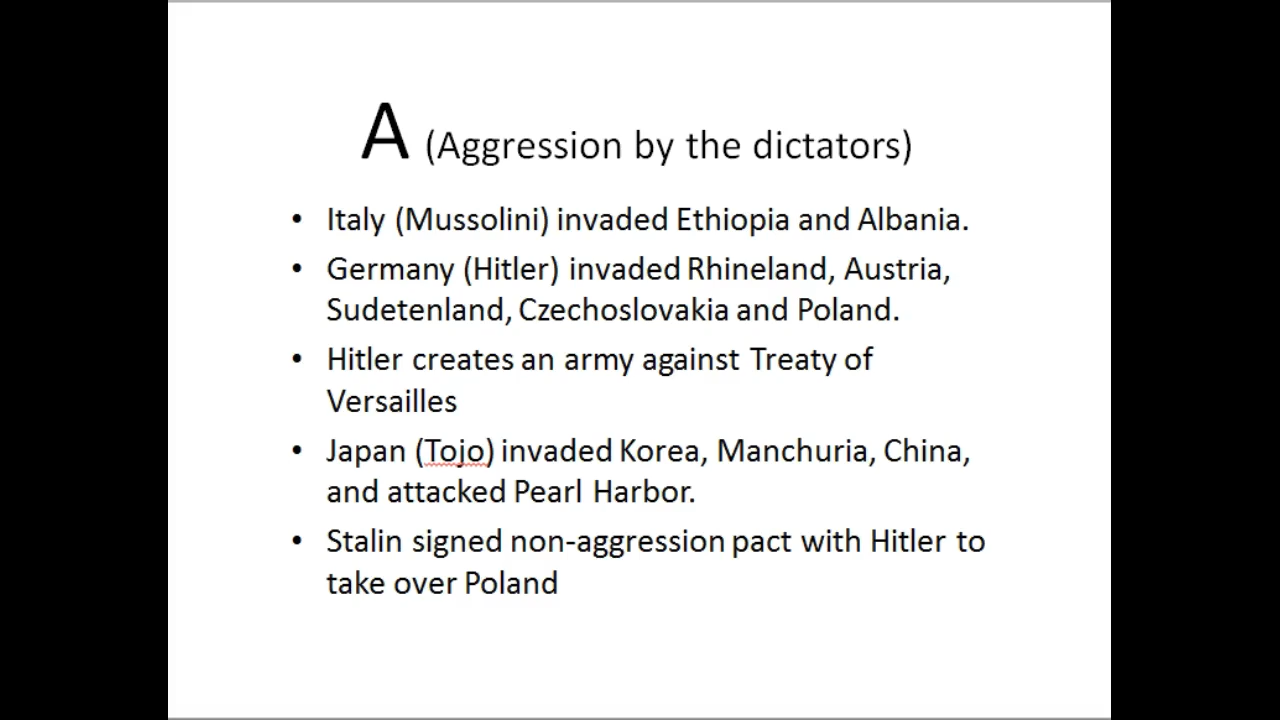 A (Aggression by the dictators)
• Italy (Mussolini) invaded Ethiopia and Albania.
• Germany (Hitler) invaded Rhineland, Austria,
Sudetenland, Czechoslovakia and Poland.
• Hitler creates an army against Treaty of
Versailles
• Japan (Tojo) invaded Korea, Manchuria, China,
and attacked Pearl Harbor.
• Stalin signed non-aggression pact with Hitler to
take over Poland